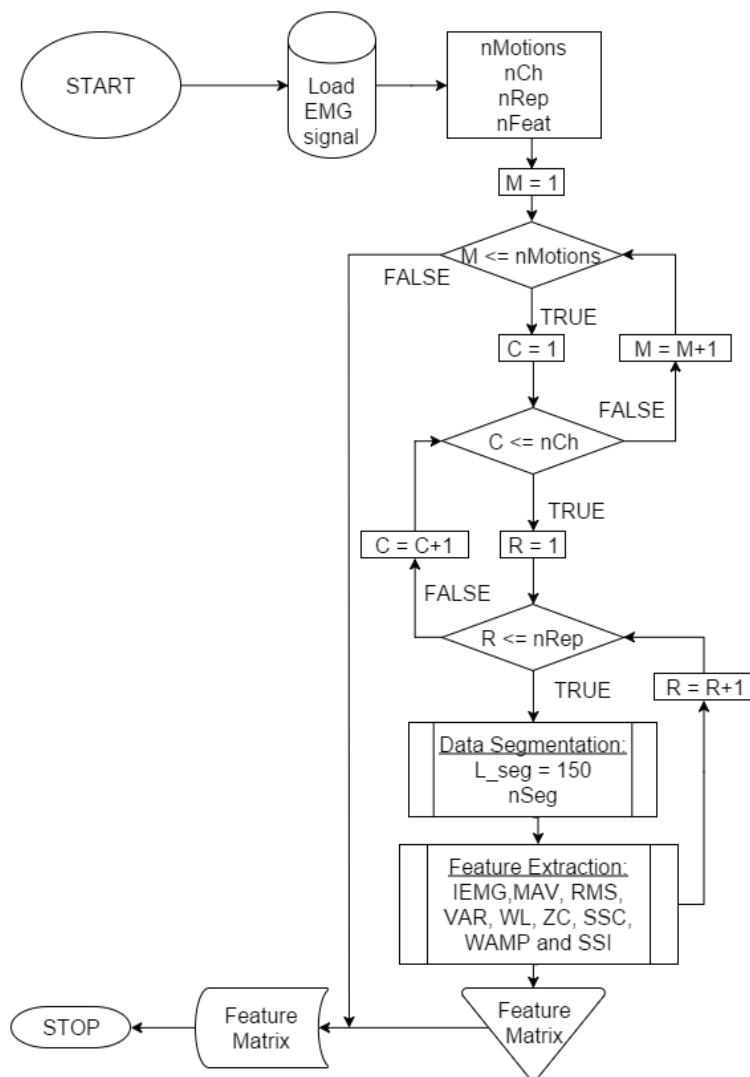 START
Load
EMG
signal
nMotions
nCh
nRep
nFeat
M = 1
M <= nMotions
FALSE
TRUE
C = 1
M = M+1
FALSE
C <= nCh
TRUE
C = C+1
R = 1
FALSE
R <= nRep
TRUE
R = R+1
Data Segmentation:
L_seg = 150
nSeg
Feature Extraction:
IEMG,MAV, RMS,
VAR, WL, ZC, SSC,
WAMP and SSI
Feature
Matrix
Feature
Matrix
STOP